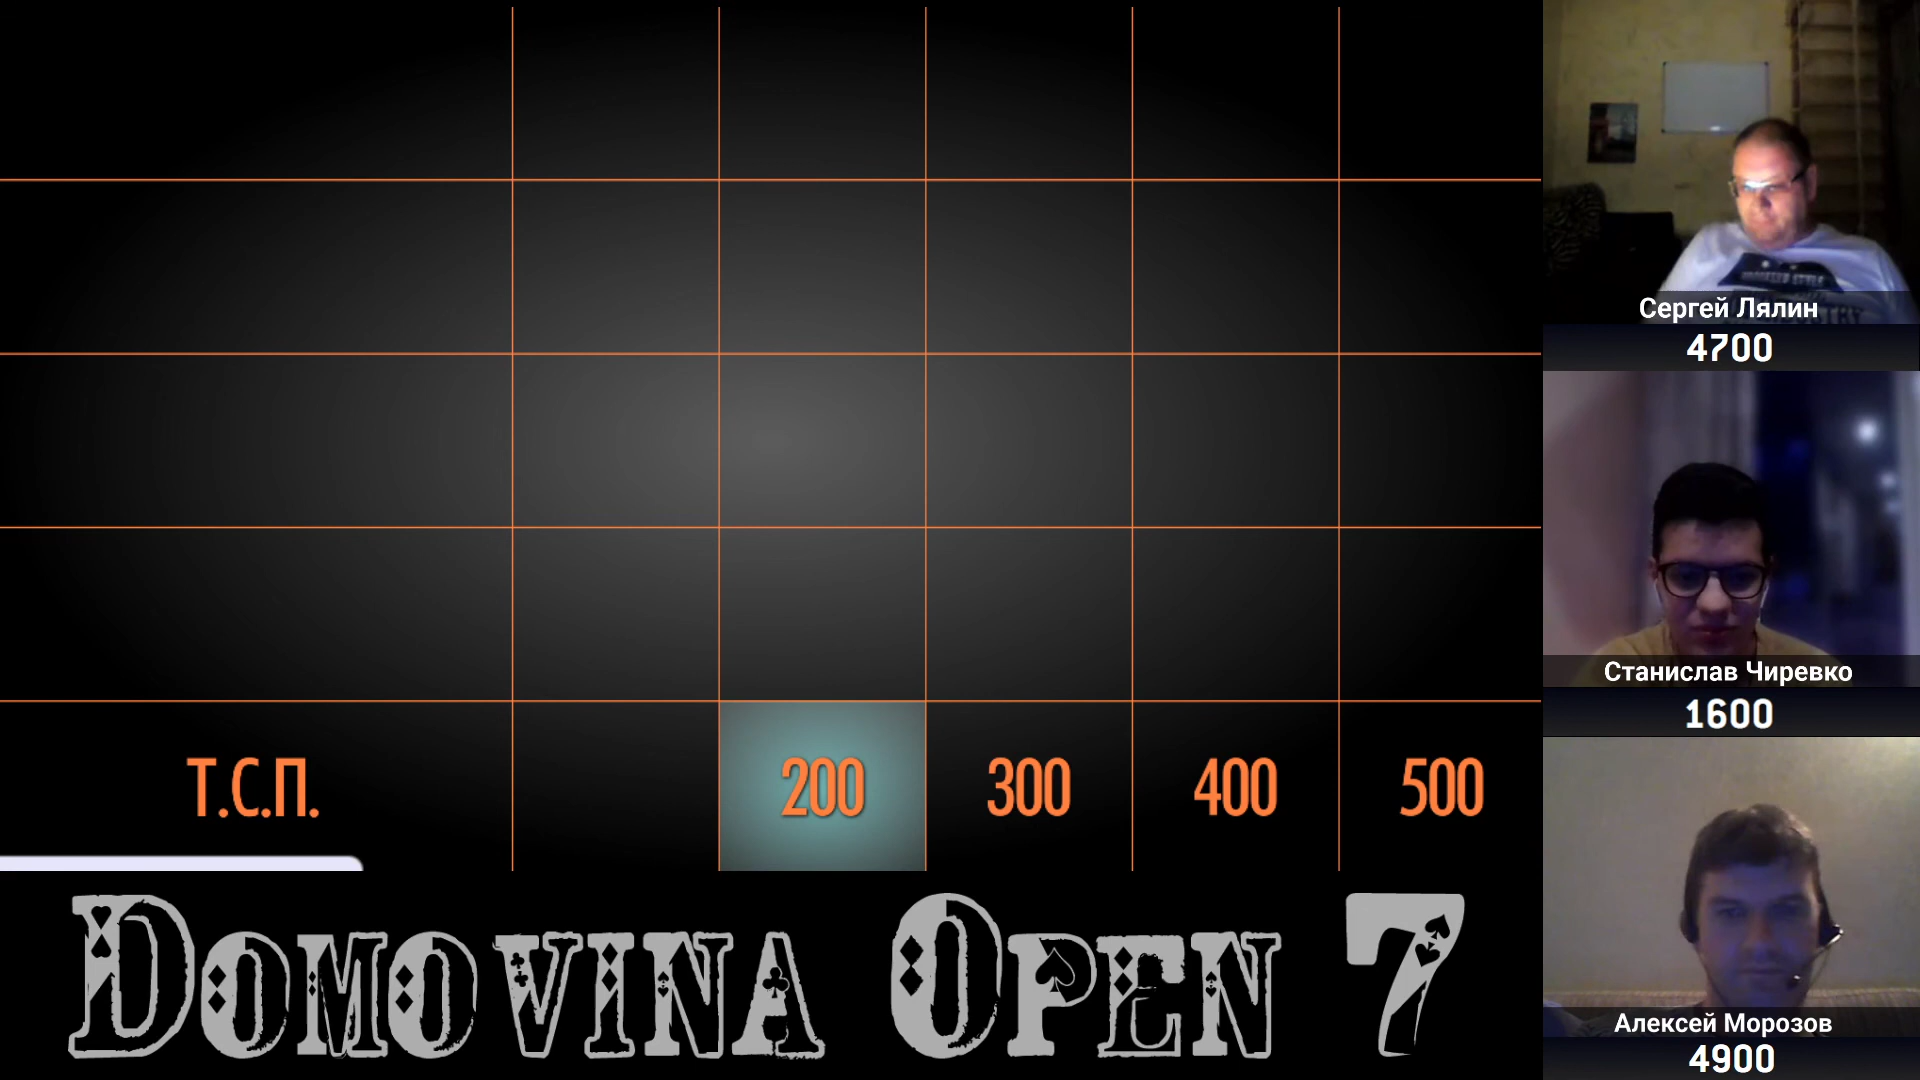 Т.С.П. 200 300 400 500
DOMOVINA OPEN 7
Сергей Лялин
4700
Станислав Чиревко
1600
Алексей Морозов
4900